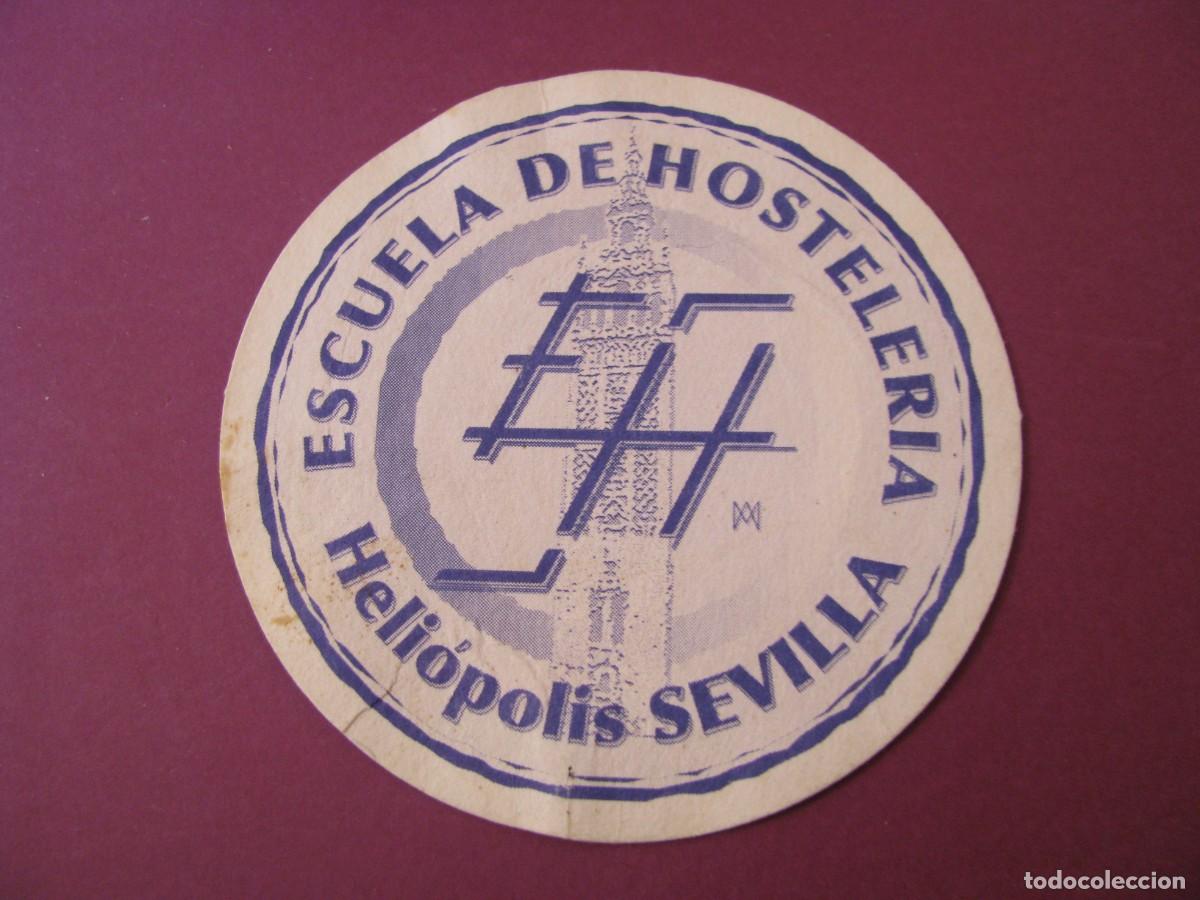 ESCUELA DE HOSTELERIA
EH
Heliópolis SEVILLA
todocoleccion